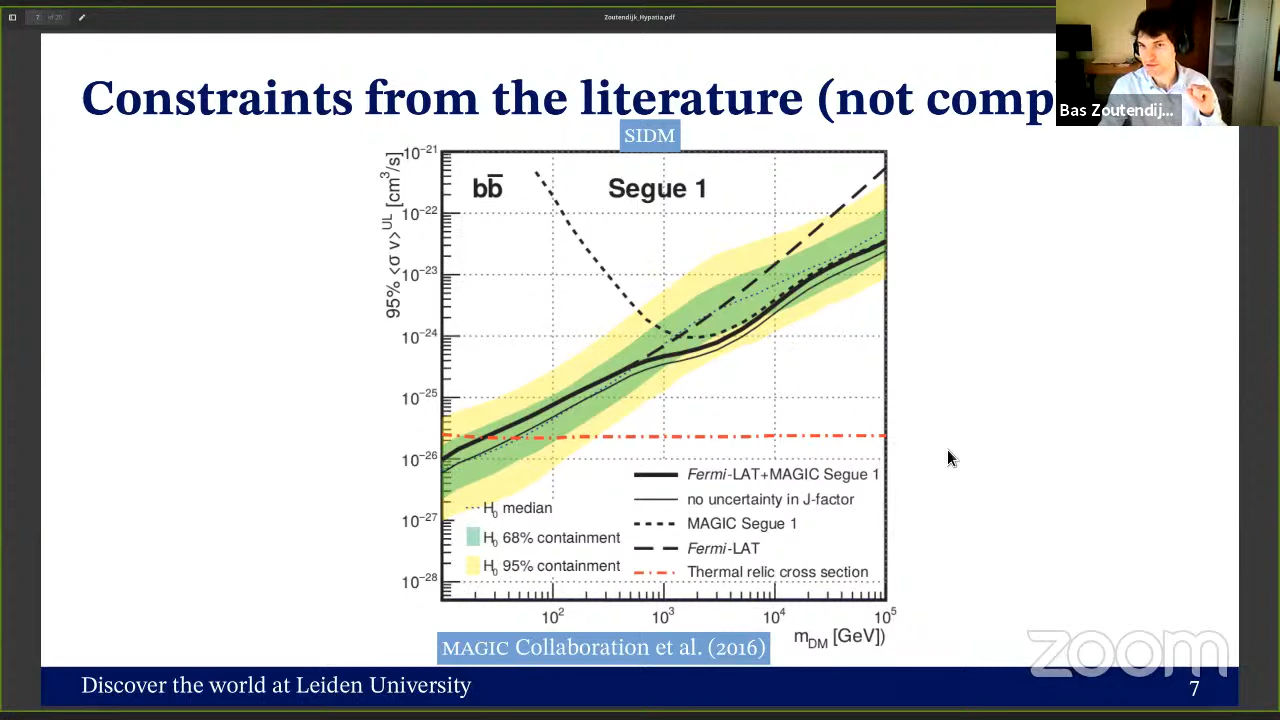 7 of 20
Zoutendijk_Hypatia.pdf
Constraints from the literature (not comp
Bas Zoutendij...
SIDM
95% <σ v>^UL [cm³/s]
10⁻²¹
10⁻²²
10⁻²³
10⁻²⁴
10⁻²⁵
10⁻²⁶
10⁻²⁷
10⁻²⁸
bb̅ Segue 1
Fermi-LAT+MAGIC Segue 1
no uncertainty in J-factor
MAGIC Segue 1
Fermi-LAT
Thermal relic cross section
H₀ median
H₀ 68% containment
H₀ 95% containment
10² 10³ 10⁴ 10⁵
m_DM [GeV])
MAGIC Collaboration et al. (2016)
zoom
Discover the world at Leiden University
7